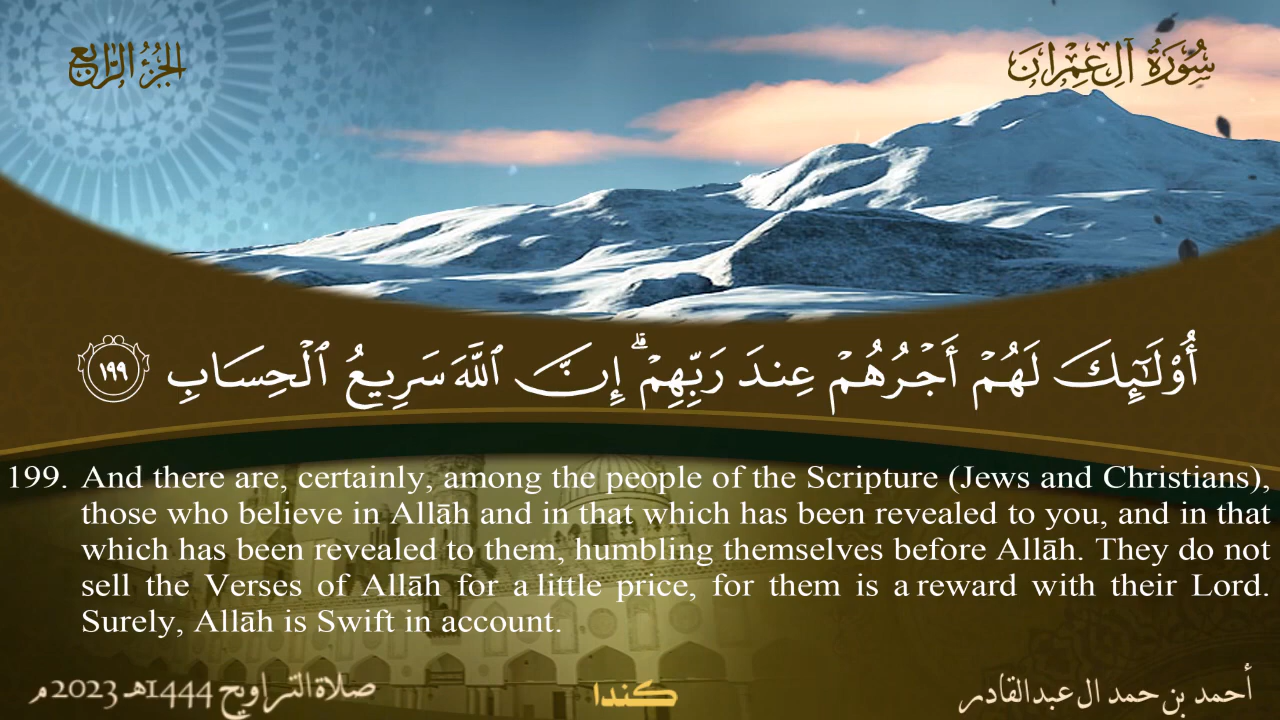 سُورَةُ آلِ عِمْرَان
الجُزْءُ الرَّابِع
أُو۟لَـٰٓئِكَ لَهُمْ أَجْرُهُمْ عِندَ رَبِّهِمْ ۗ إِنَّ ٱللَّهَ سَرِيعُ ٱلْحِسَابِ ١٩٩
199. And there are, certainly, among the people of the Scripture (Jews and Christians),
those who believe in Allāh and in that which has been revealed to you, and in that
which has been revealed to them, humbling themselves before Allāh. They do not
sell the Verses of Allāh for a little price, for them is a reward with their Lord.
Surely, Allāh is Swift in account.
أحمد بن حمد ال عبدالقادر
كندا
صلاة التراويح 1444هـ 2023م